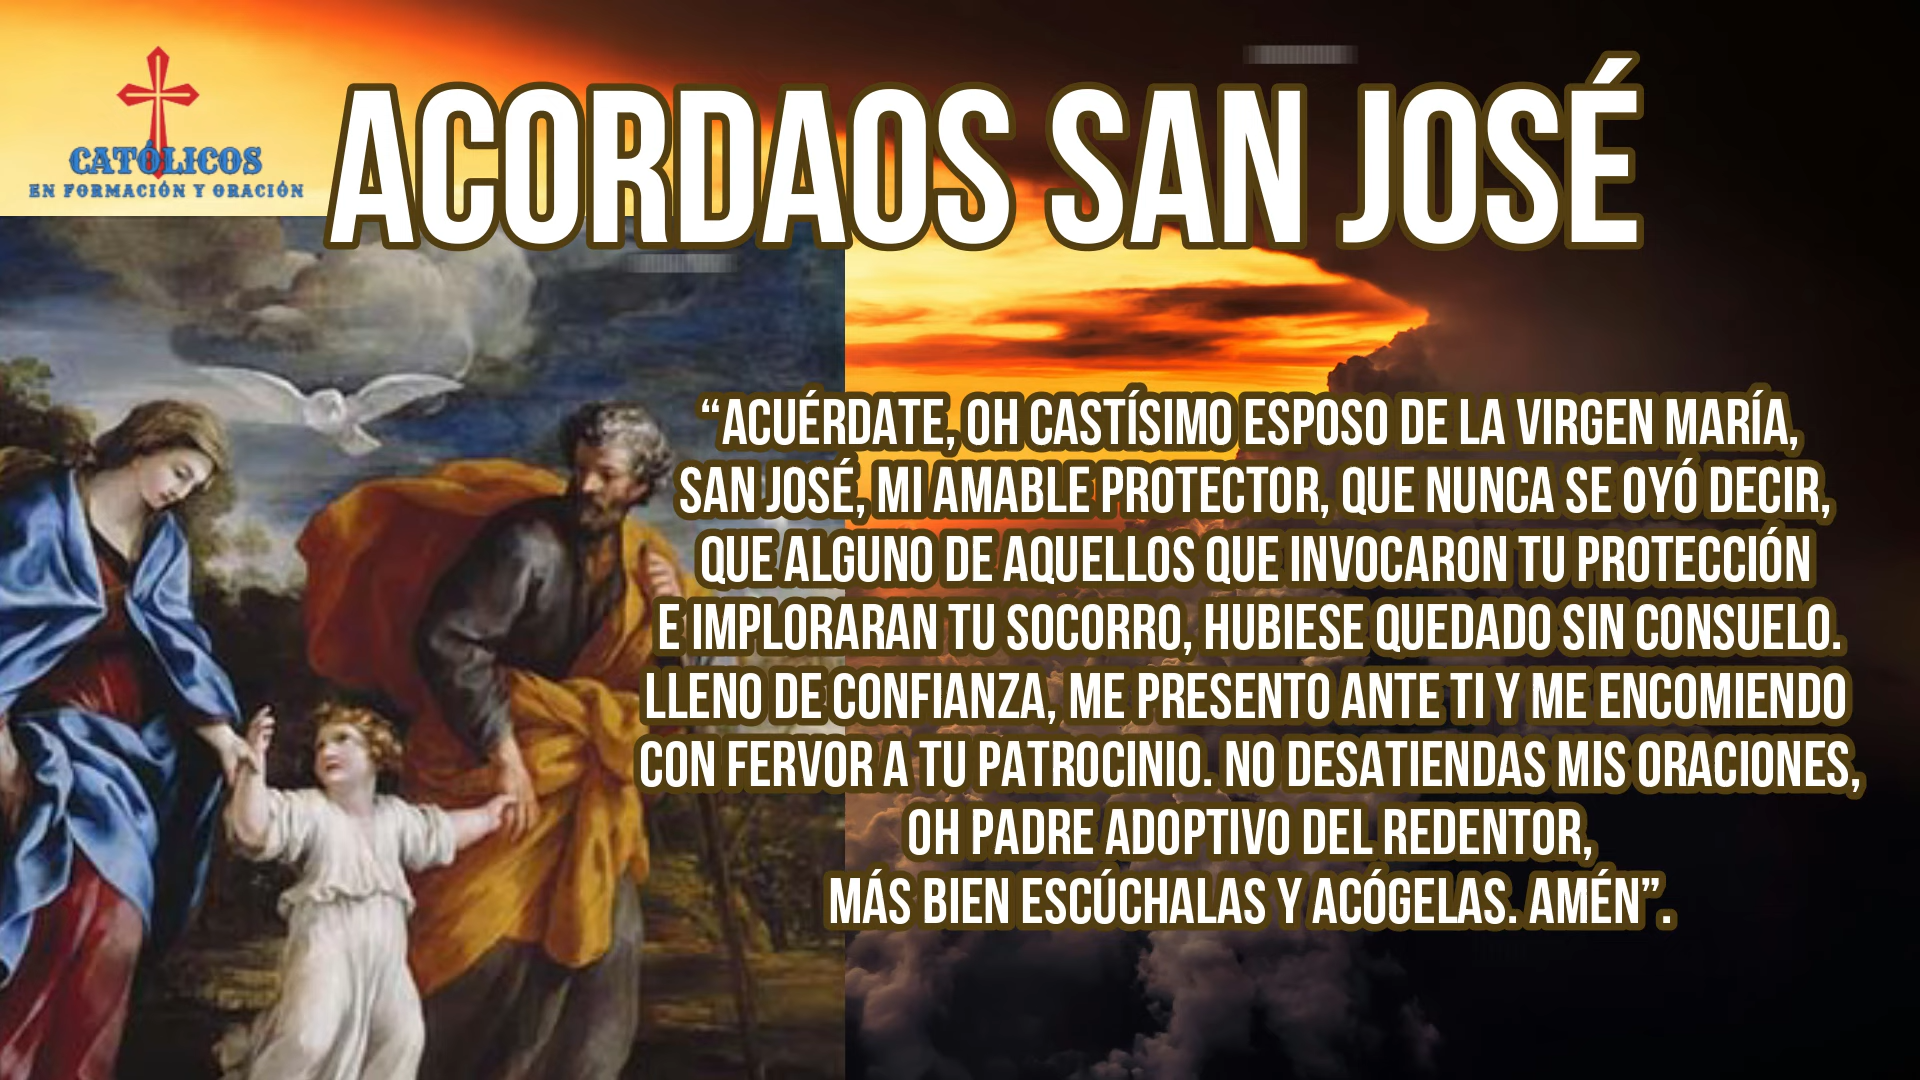 CATÓLICOS
EN FORMACIÓN Y ORACIÓN
ACORDAOS SAN JOSÉ
“ACUÉRDATE, OH CASTÍSIMO ESPOSO DE LA VIRGEN MARÍA,
SAN JOSÉ, MI AMABLE PROTECTOR, QUE NUNCA SE OYÓ DECIR,
QUE ALGUNO DE AQUELLOS QUE INVOCARON TU PROTECCIÓN
E IMPLORARAN TU SOCORRO, HUBIESE QUEDADO SIN CONSUELO.
LLENO DE CONFIANZA, ME PRESENTO ANTE TI Y ME ENCOMIENDO
CON FERVOR A TU PATROCINIO. NO DESATIENDAS MIS ORACIONES,
OH PADRE ADOPTIVO DEL REDENTOR,
MÁS BIEN ESCÚCHALAS Y ACÓGELAS. AMÉN”.